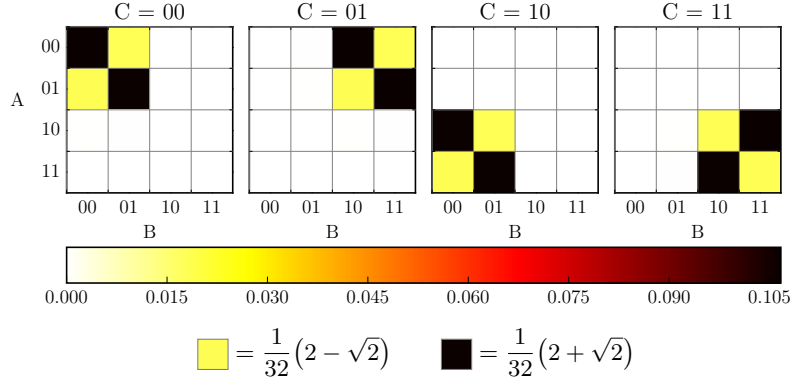 C = 00 C = 01 C = 10 C = 11
00
01
A
10
11
00 01 10 11 00 01 10 11 00 01 10 11 00 01 10 11
B B B B
0.000 0.015 0.030 0.045 0.060 0.075 0.090 0.105
= 1/32 (2 − √2) = 1/32 (2 + √2)